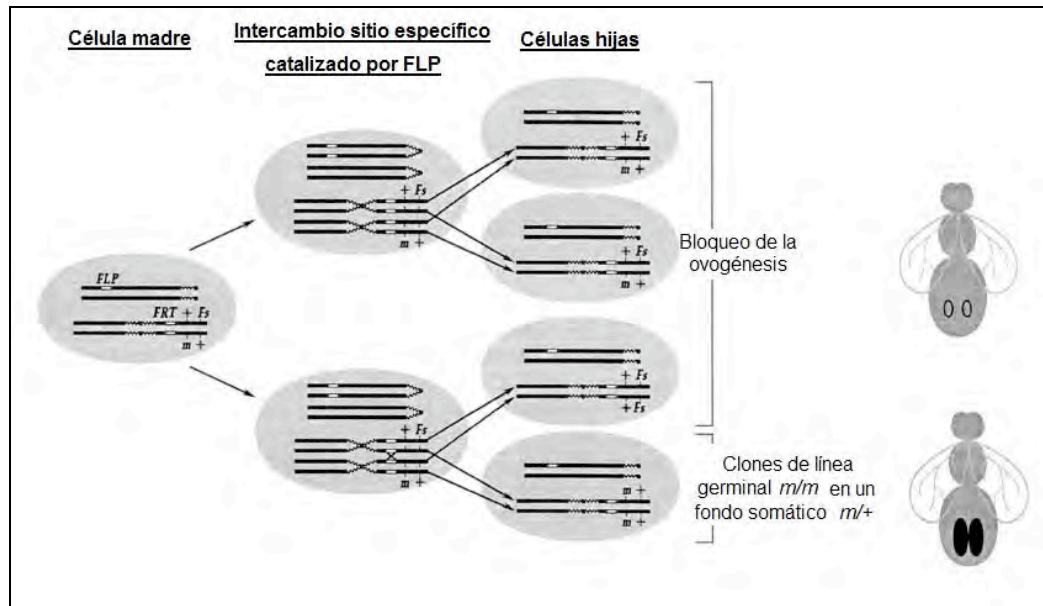 Célula madre
Intercambio sitio específico
catalizado por FLP
Células hijas
+ Fs
m +
+ Fs
m +
+ Fs
m +
Bloqueo de la
ovogénesis
FLP
FRT + Fs
m +
+ Fs
m +
+ Fs
+ Fs
m +
m +
Clones de línea
germinal m/m en un
fondo somático m/+